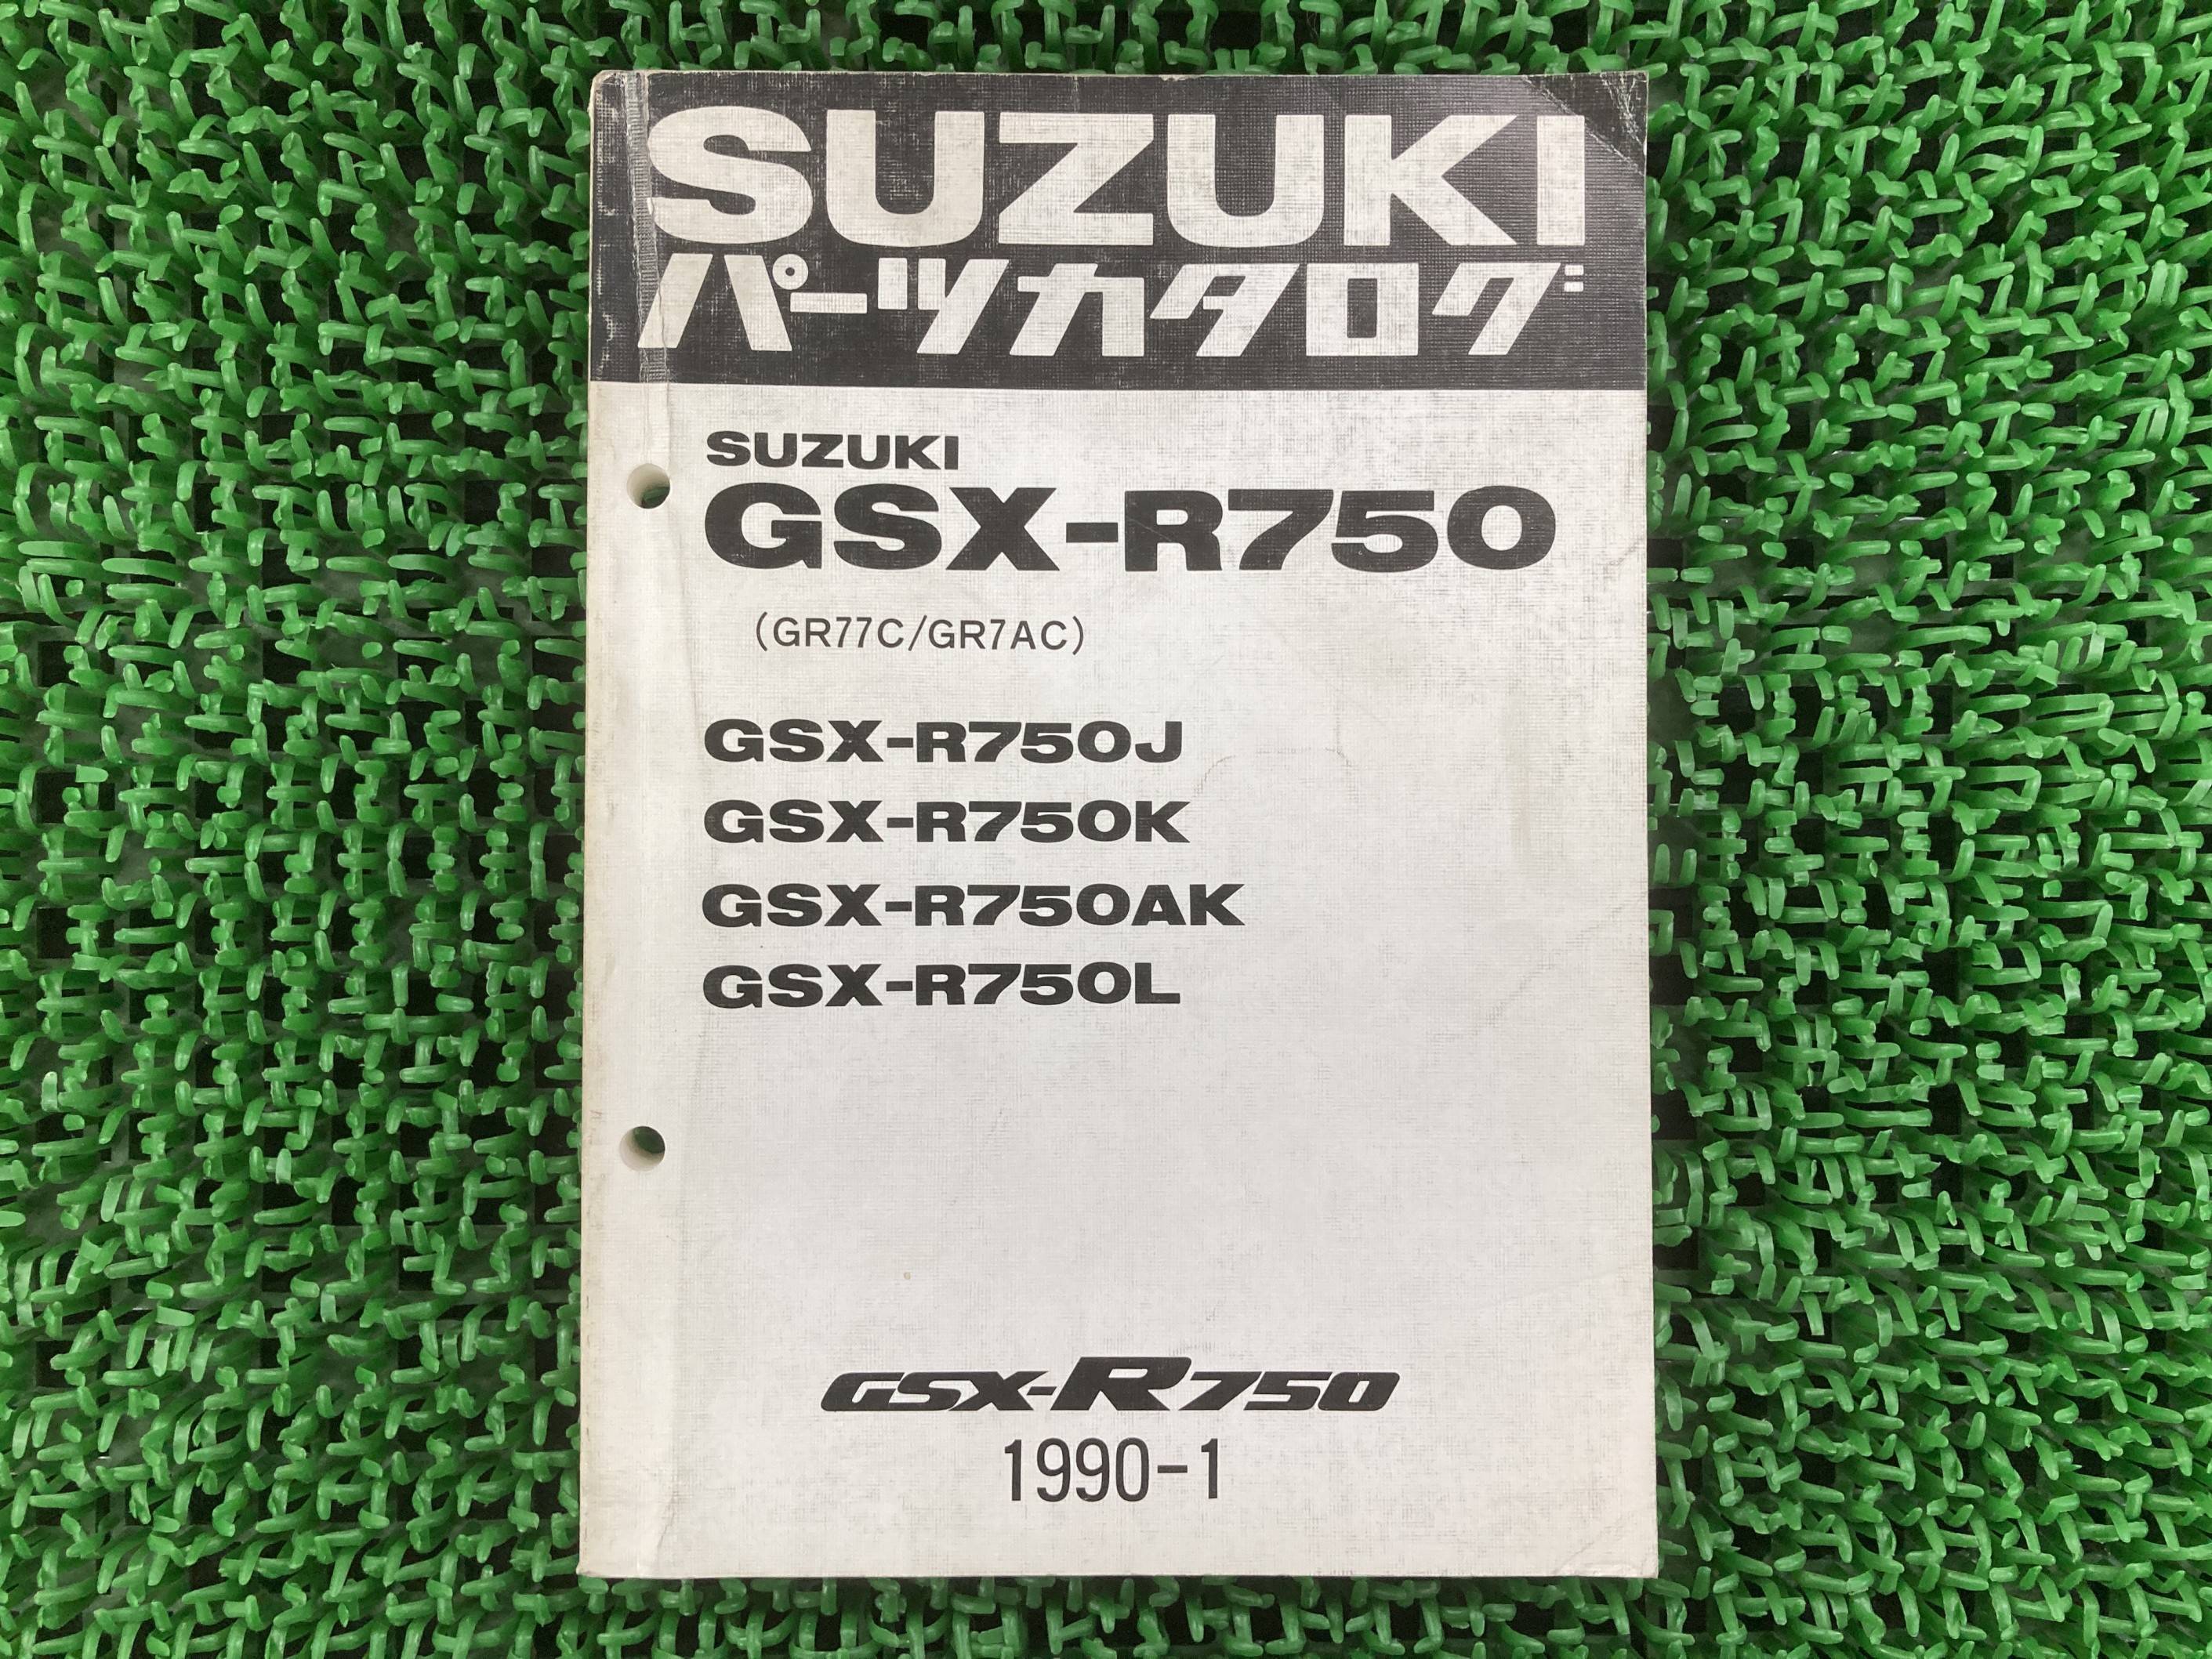 SUZUKI
パーツカタログ
SUZUKI
GSX-R750
(GR77C/GR7AC)
GSX-R750J
GSX-R750K
GSX-R750AK
GSX-R750L
GSX-R750
1990-1